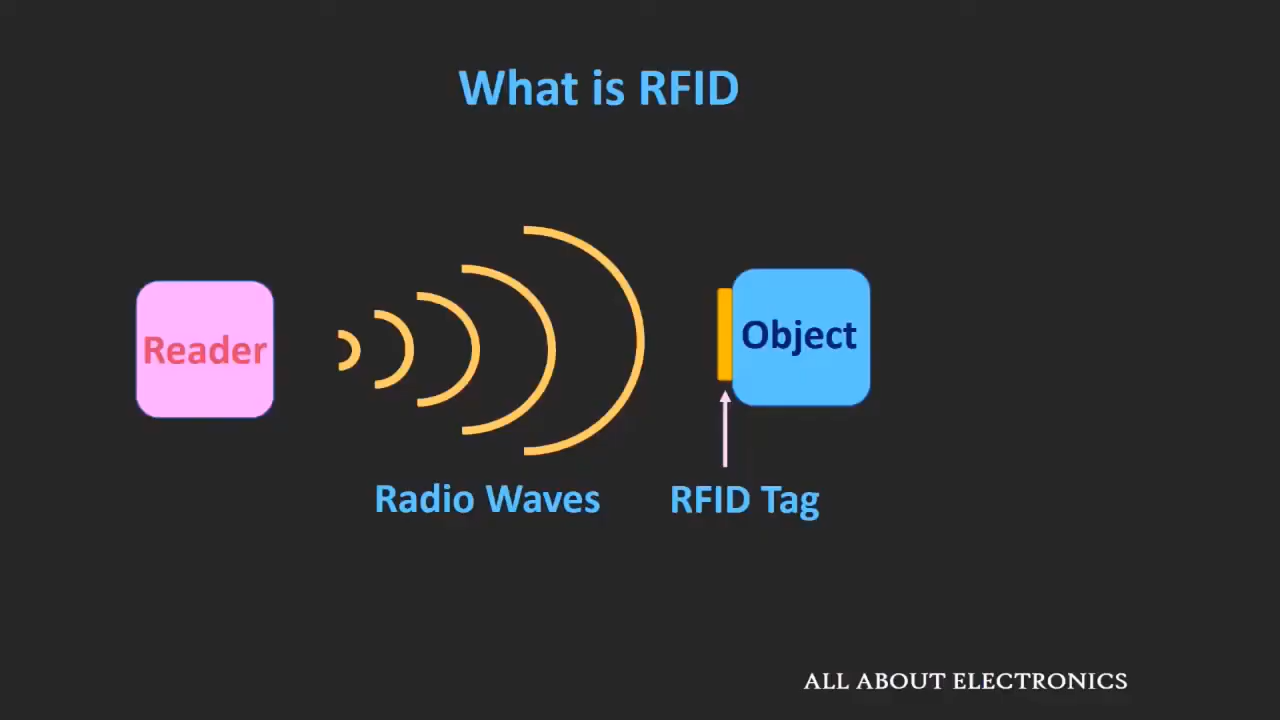 What is RFID
Reader
Object
Radio Waves
RFID Tag
ALL ABOUT ELECTRONICS